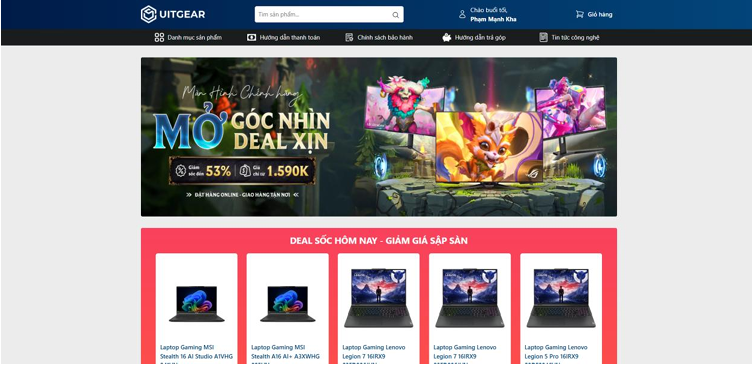 UITGEAR
Tìm sản phẩm...
Chào buổi tối,
Phạm Mạnh Kha
Giỏ hàng
Danh mục sản phẩm
Hướng dẫn thanh toán
Chính sách bảo hành
Hướng dẫn trả góp
Tin tức công nghệ
Màn Hình Chính hãng
MỞ GÓC NHÌN
DEAL XỊN
Giảm sốc đến 53%
Giá chỉ từ 1.590K
ĐẶT HÀNG ONLINE - GIAO HÀNG TẬN NƠI
DEAL SỐC HÔM NAY - GIẢM GIÁ SẬP SÀN
Laptop Gaming MSI
Stealth 16 AI Studio A1VHG
Laptop Gaming MSI
Stealth A16 AI+ A3XWHG
Laptop Gaming Lenovo
Legion 7 16IRX9
Laptop Gaming Lenovo
Legion 7 16IRX9
Laptop Gaming Lenovo
Legion 5 Pro 16IRX9